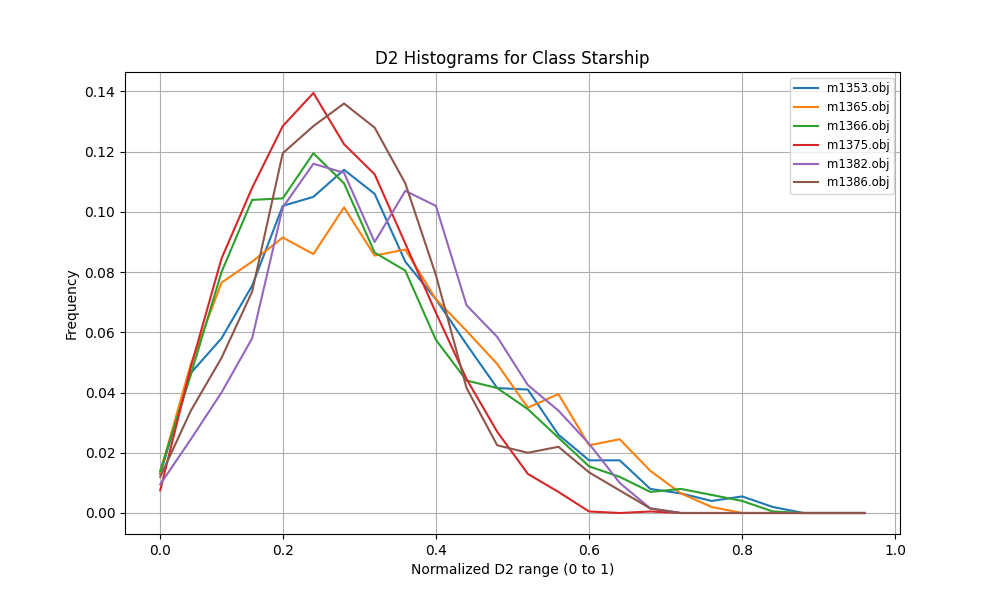 D2 Histograms for Class Starship
m1353.obj
m1365.obj
m1366.obj
m1375.obj
m1382.obj
m1386.obj
0.14
0.12
0.10
0.08
0.06
0.04
0.02
0.00
Frequency
0.0 0.2 0.4 0.6 0.8 1.0
Normalized D2 range (0 to 1)